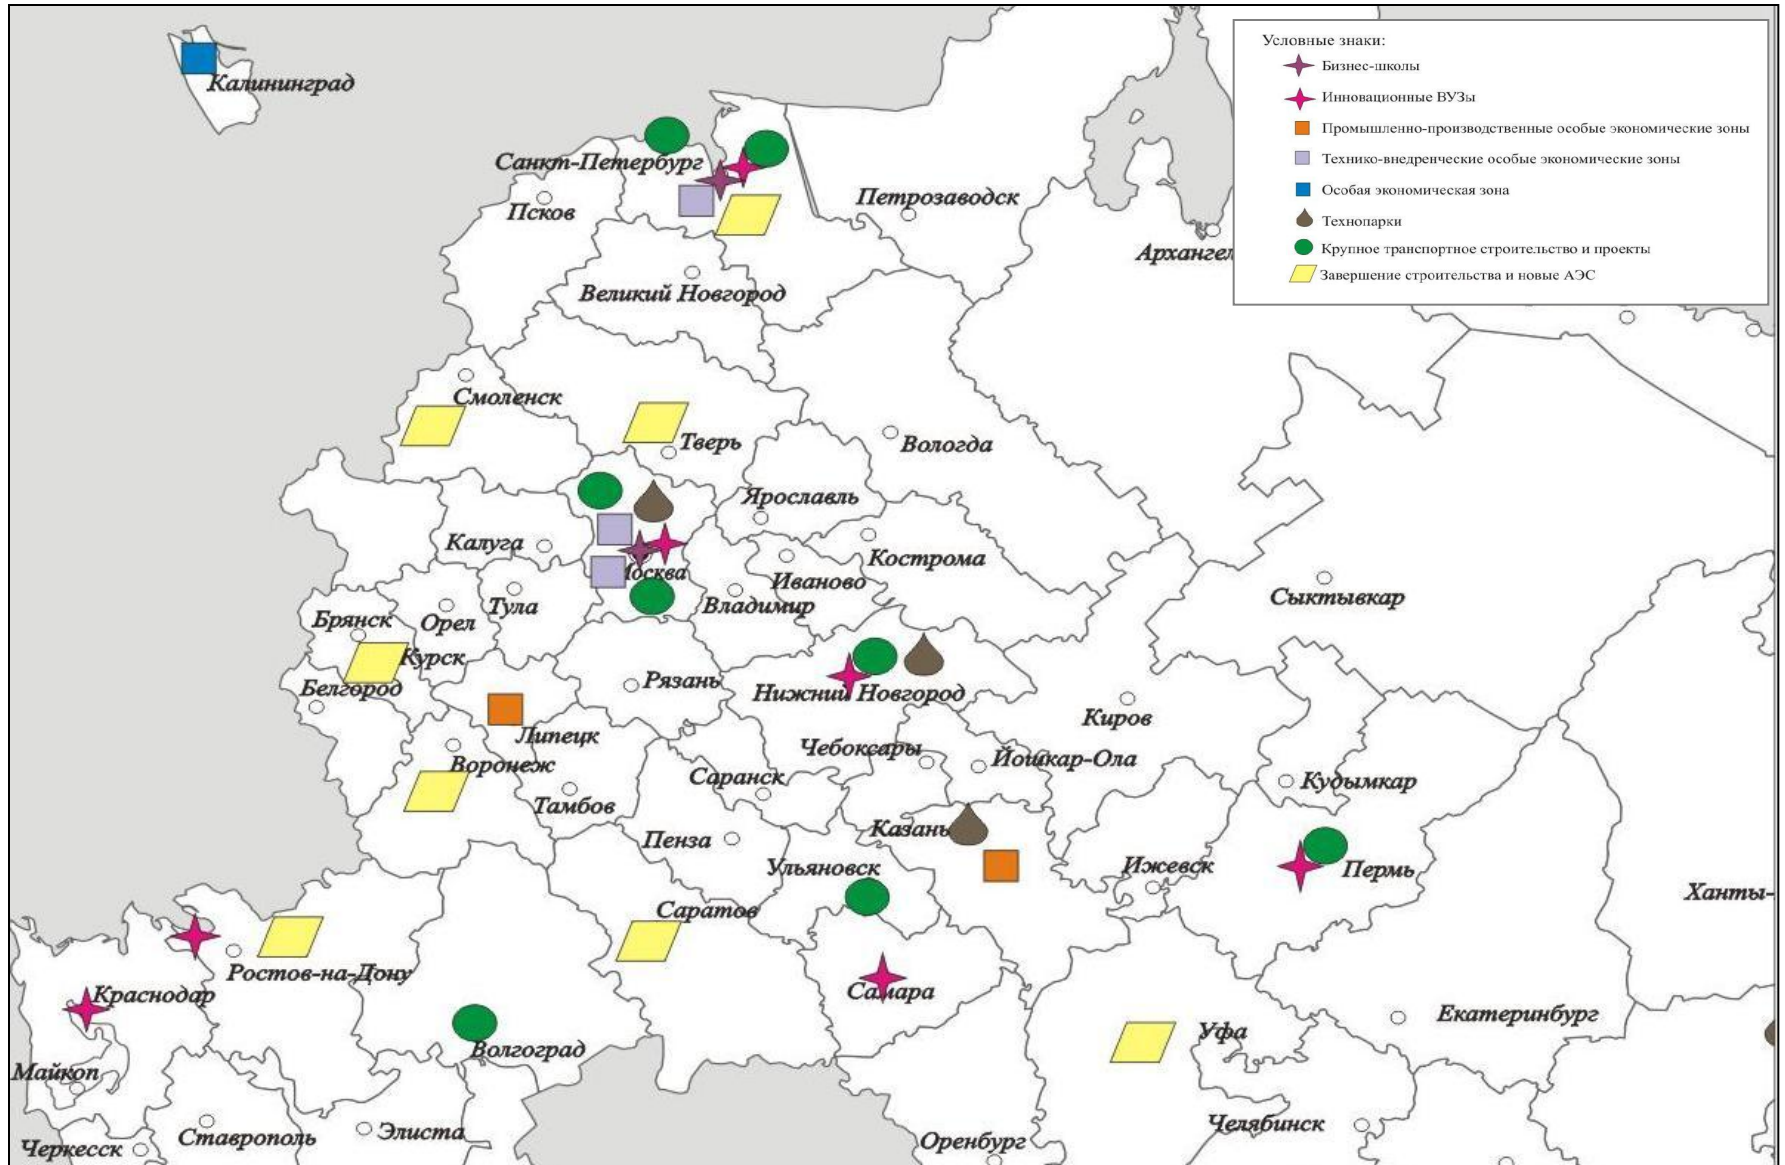 Условные знаки:
Бизнес-школы
Инновационные ВУЗы
Промышленно-производственные особые экономические зоны
Технико-внедренческие особые экономические зоны
Особая экономическая зона
Технопарки
Крупное транспортное строительство и проекты
Завершение строительства и новые АЭС
Калининград
Санкт-Петербург
Псков
Петрозаводск
Архангел
Великий Новгород
Смоленск
Тверь
Вологда
Ярославль
Калуга
Кострома
Москва
Иваново
Тула
Владимир
Сыктывкар
Брянск
Орел
Курск
Белгород
Рязань
Нижний Новгород
Киров
Липецк
Чебоксары
Йошкар-Ола
Воронеж
Саранск
Кудымкар
Тамбов
Казань
Пенза
Ульяновск
Ижевск
Пермь
Ханты-
Саратов
Ростов-на-Дону
Краснодар
Самара
Екатеринбург
Уфа
Волгоград
Майкоп
Челябинск
Ставрополь
Элиста
Оренбург
Черкесск